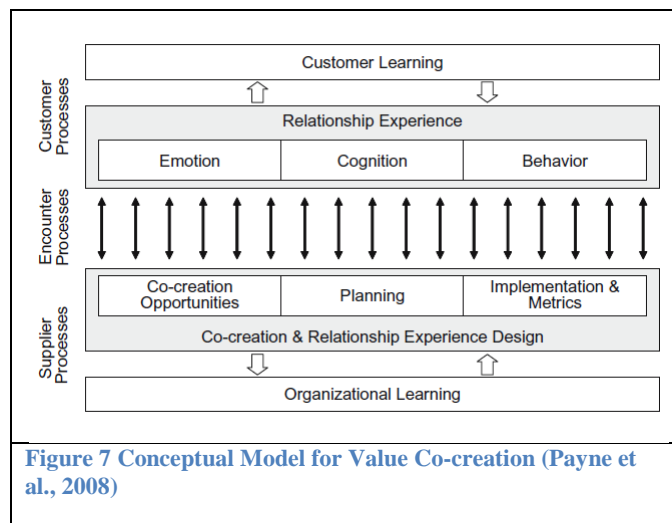 Customer Learning
Customer
Processes
Relationship Experience
Emotion
Cognition
Behavior
Encounter
Processes
Supplier
Processes
Co-creation
Opportunities
Planning
Implementation &
Metrics
Co-creation & Relationship Experience Design
Organizational Learning
Figure 7 Conceptual Model for Value Co-creation (Payne et
al., 2008)